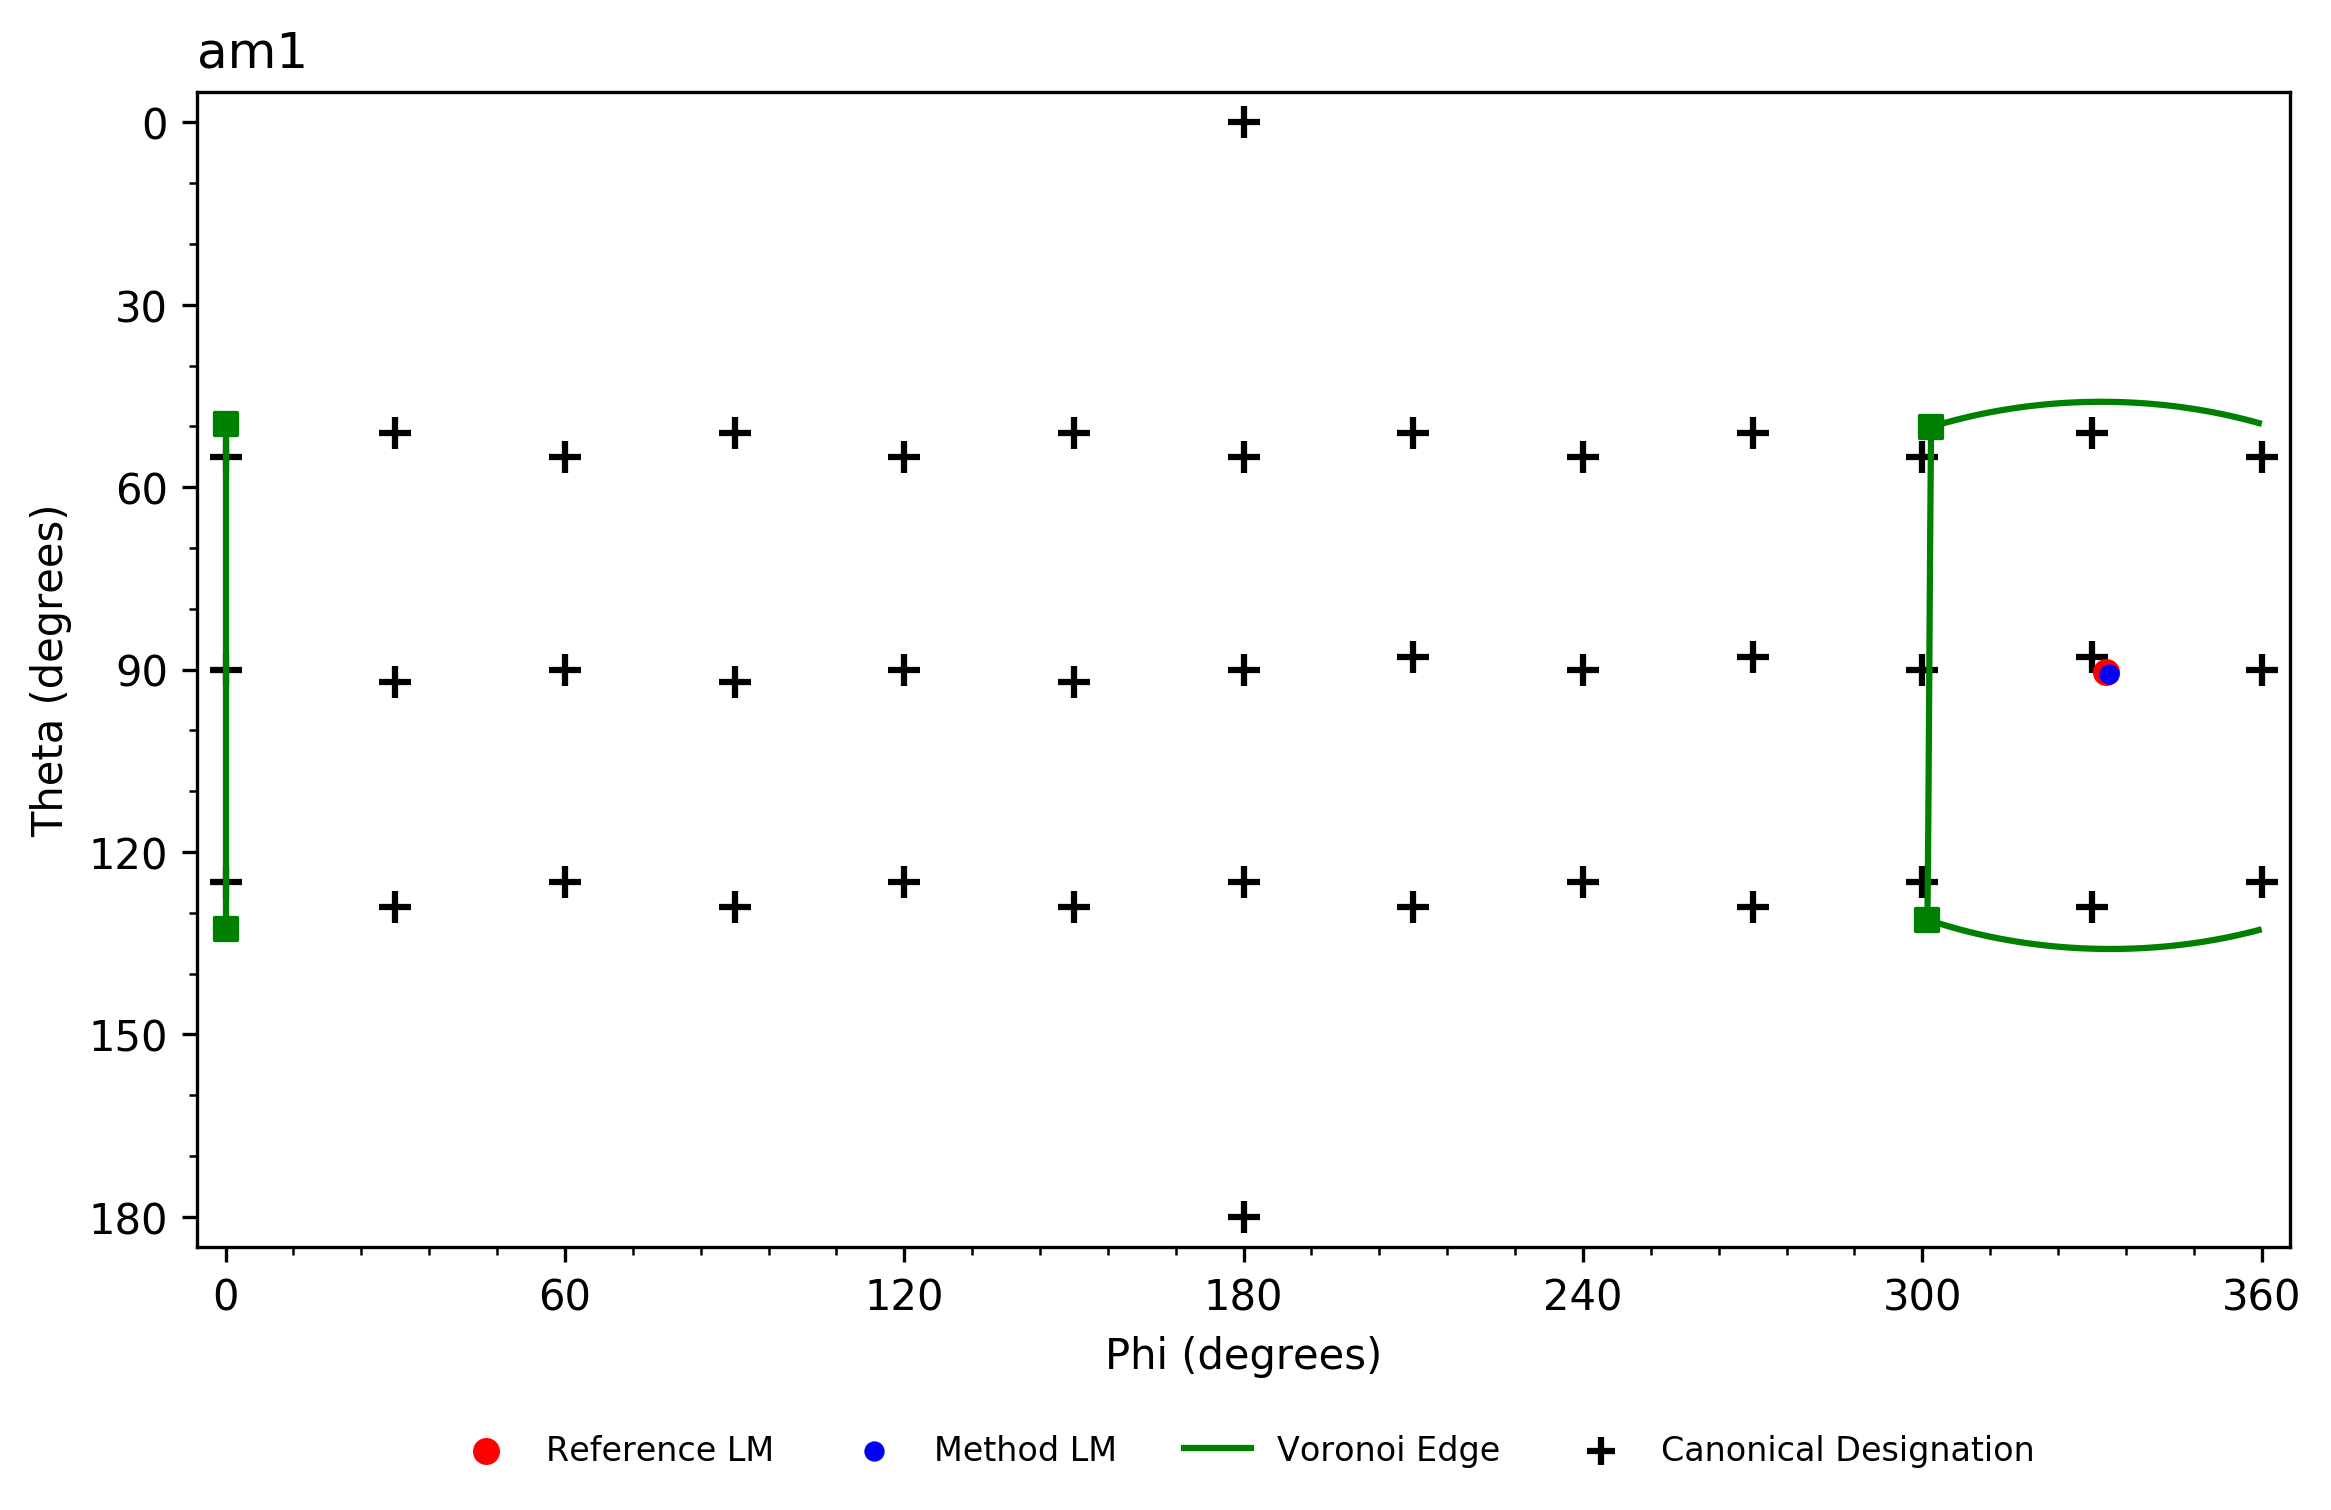 am1
0
30
60
90
120
150
180
Theta (degrees)
0 60 120 180 240 300 360
Phi (degrees)
Reference LM Method LM Voronoi Edge Canonical Designation